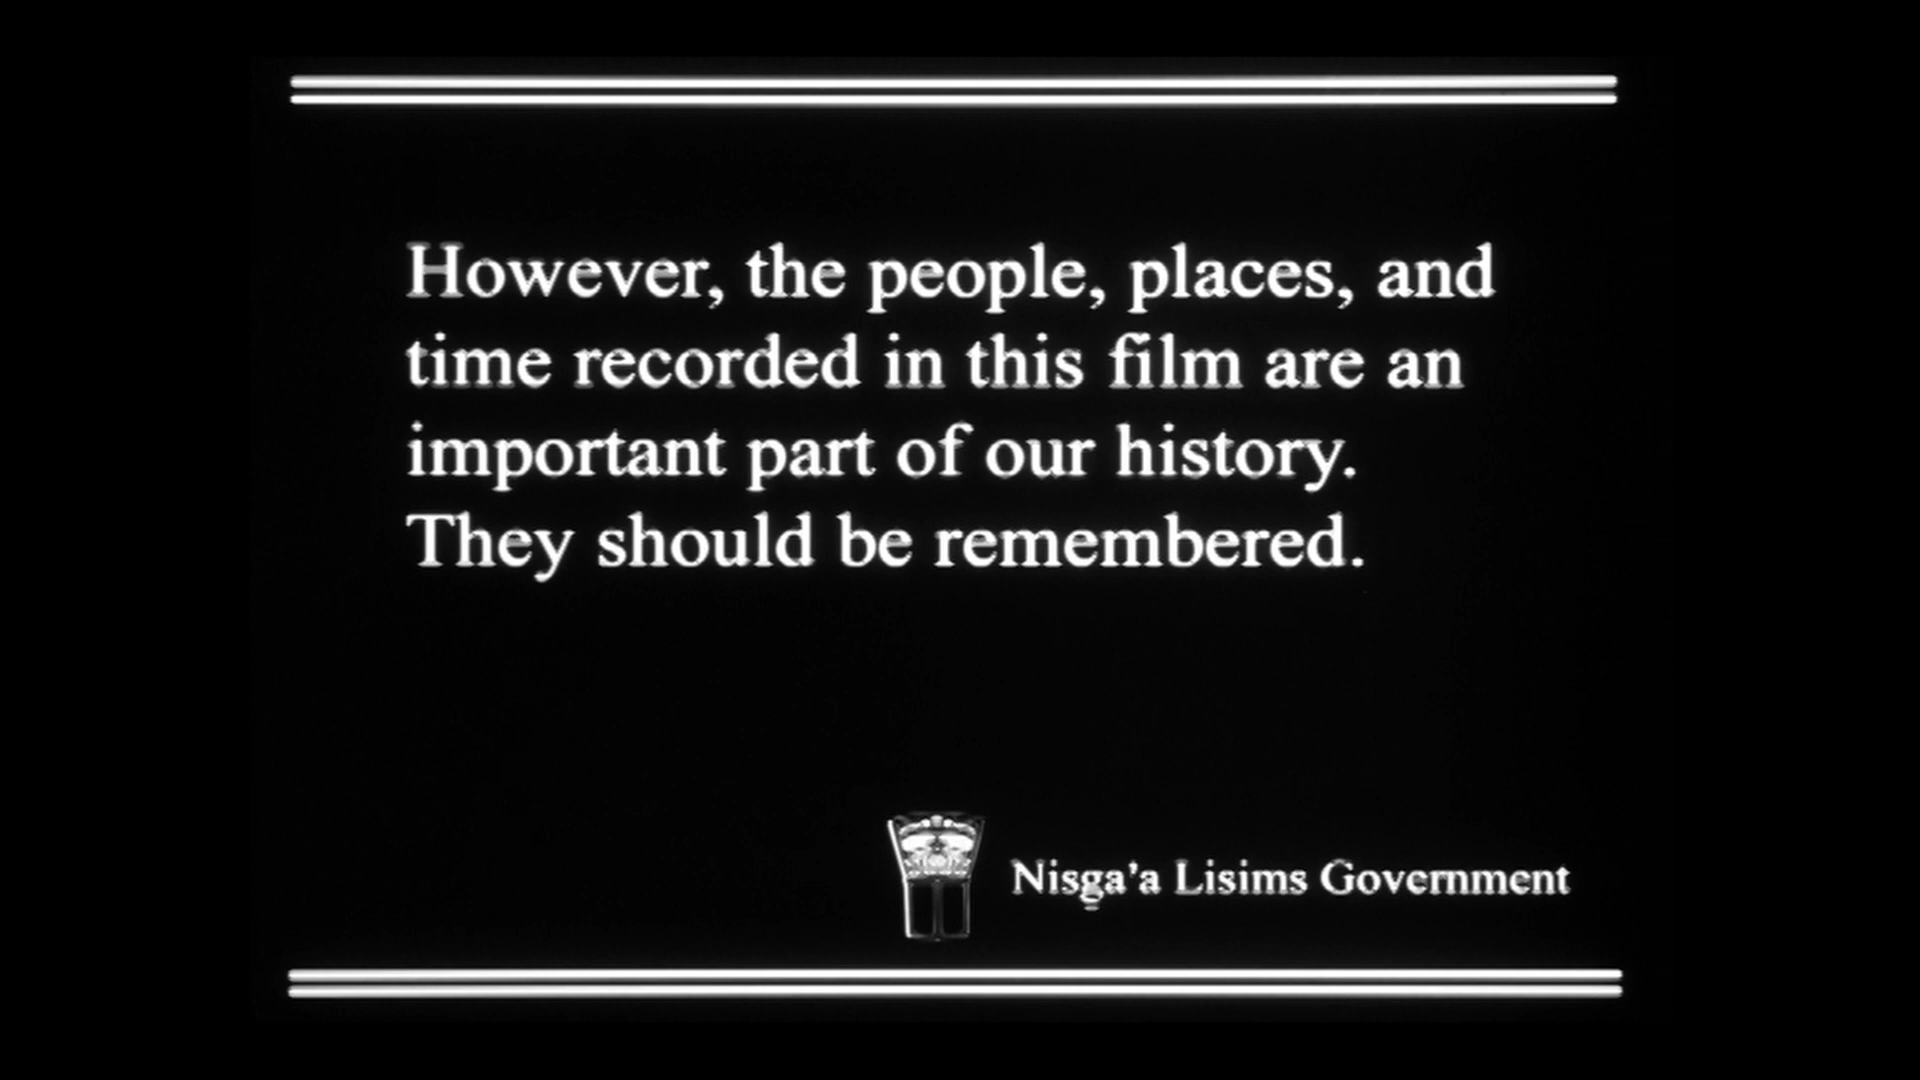 However, the people, places, and
time recorded in this film are an
important part of our history.
They should be remembered.
Nisga'a Lisims Government